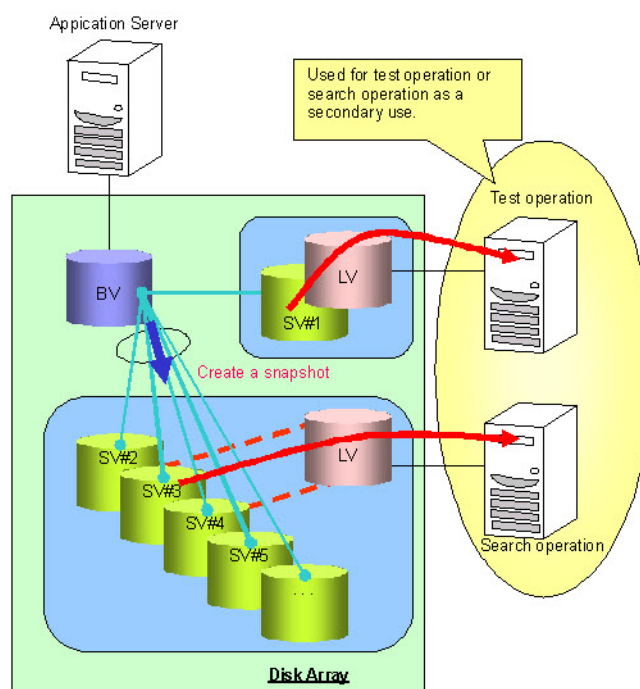 Appication Server
Used for test operation or
search operation as a
secondary use.
Test operation
BV
LV
SV#1
Create a snapshot
LV
SV#2
SV#3
SV#4
SV#5
...
Search operation
Disk Array